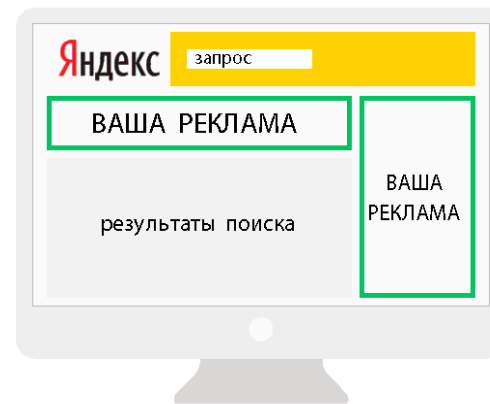 Яндекс
запрос
ВАША РЕКЛАМА
результаты поиска
ВАША
РЕКЛАМА